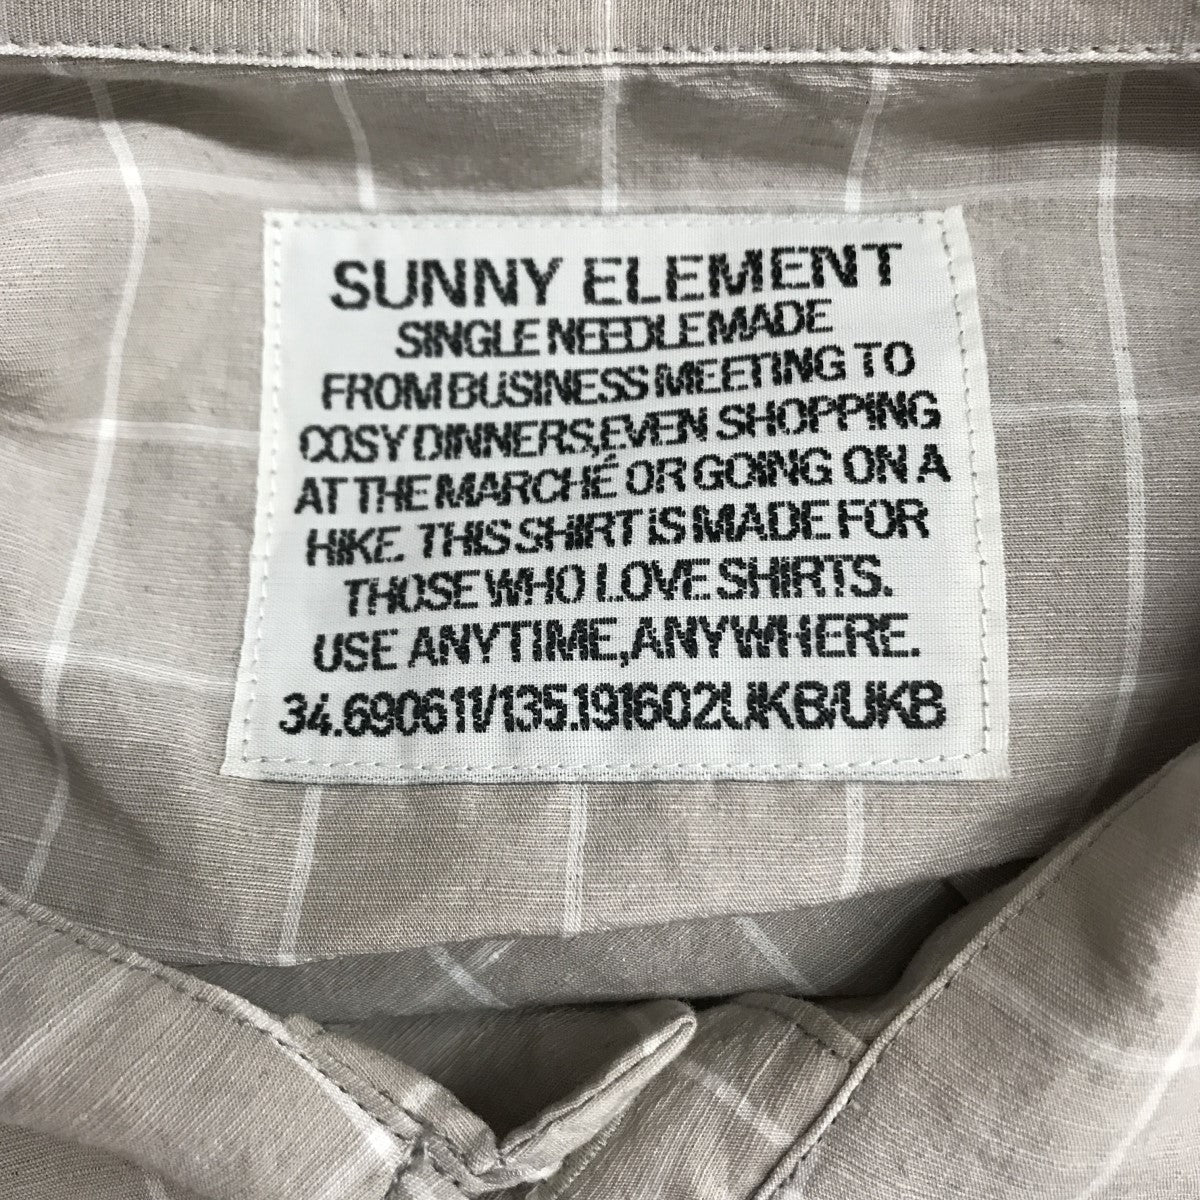 SUNNY ELEMENT
SINGLE NEEDLE MADE
FROM BUSINESS MEETING TO
COSY DINNERS,EVEN SHOPPING
AT THE MARCHÉ OR GOING ON A
HIKE. THIS SHIRT iS MADE FOR
THOSE WHO LOVE SHIRTS.
USE ANYTIME,ANYWHERE.
34.690611/135.191602UKB/UKB